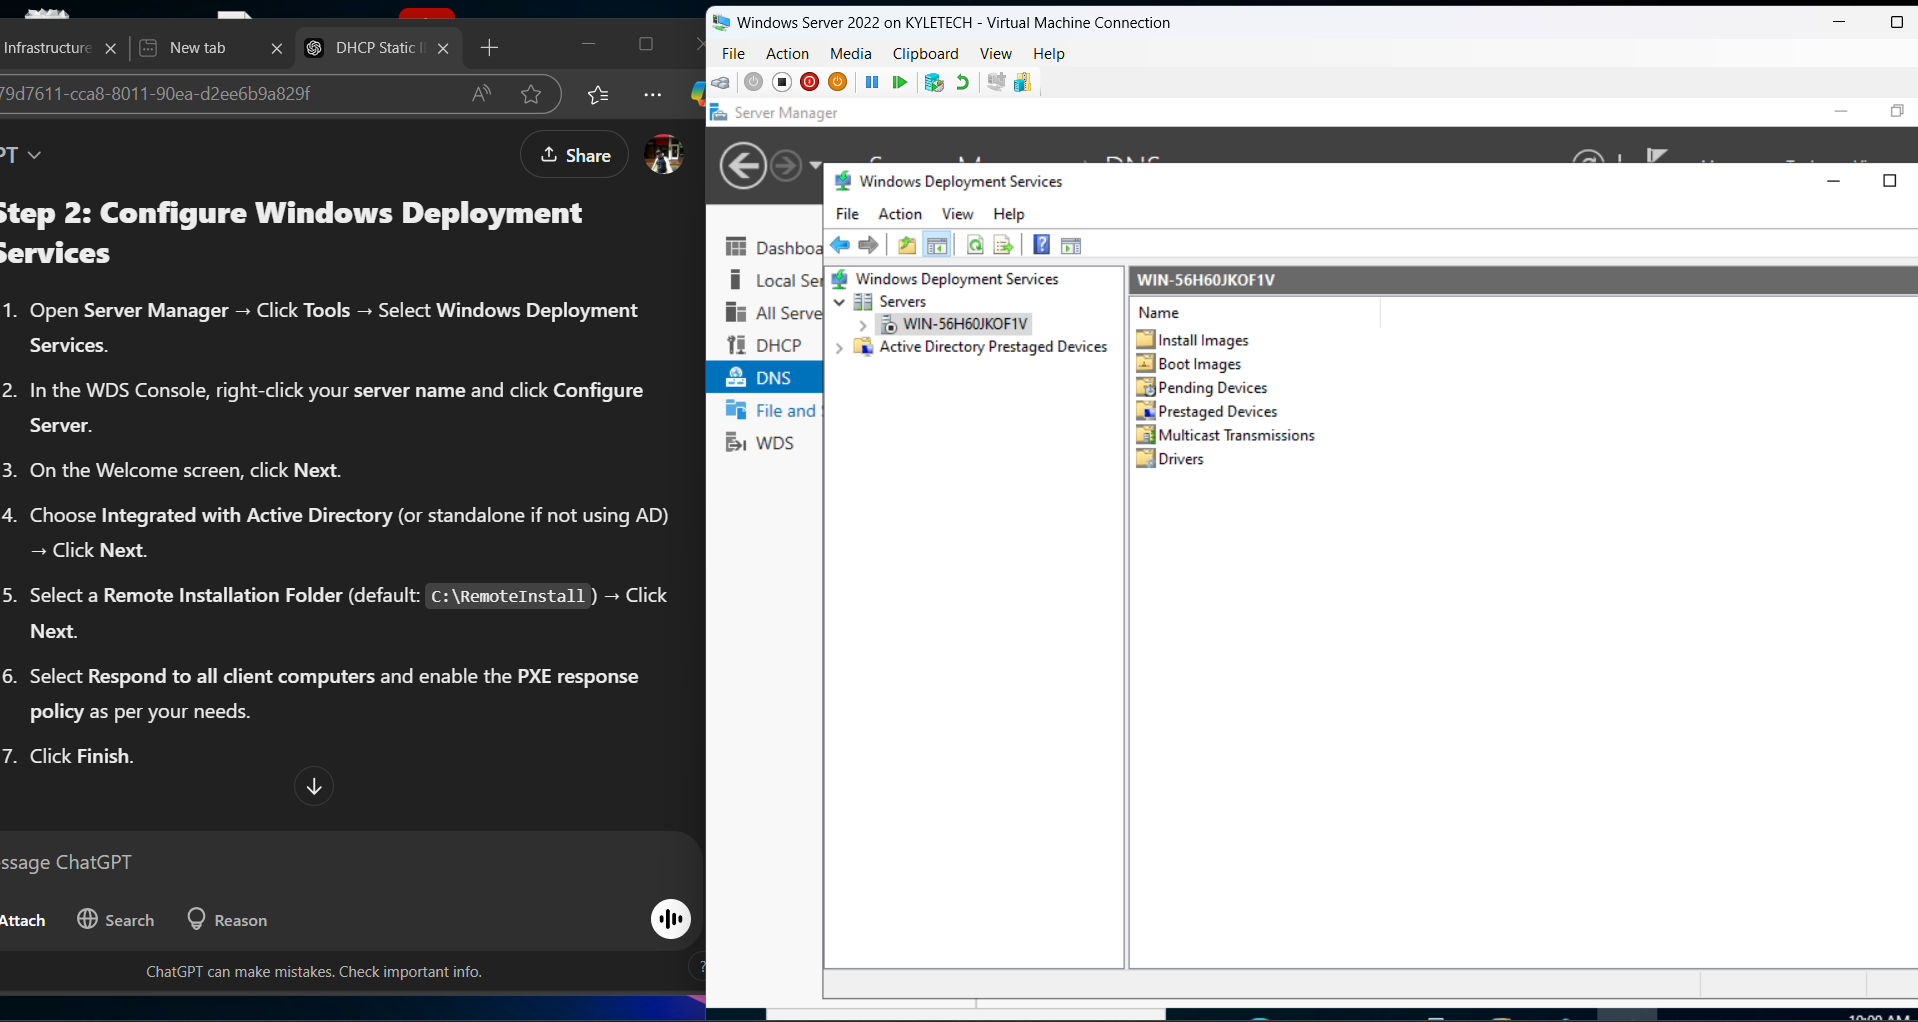 Infrastructure
New tab
DHCP Static I
79d7611-cca8-8011-90ea-d2ee6b9a829f
PT
Share
Step 2: Configure Windows Deployment
Services
1. Open Server Manager → Click Tools → Select Windows Deployment
Services.
2. In the WDS Console, right-click your server name and click Configure
Server.
3. On the Welcome screen, click Next.
4. Choose Integrated with Active Directory (or standalone if not using AD)
→ Click Next.
5. Select a Remote Installation Folder (default: C:\RemoteInstall) → Click
Next.
6. Select Respond to all client computers and enable the PXE response
policy as per your needs.
7. Click Finish.
ssage ChatGPT
Attach
Search
Reason
ChatGPT can make mistakes. Check important info.
?
Windows Server 2022 on KYLETECH - Virtual Machine Connection
File Action Media Clipboard View Help
Server Manager
DNS
Dashboa
Local Ser
All Serve
DHCP
DNS
File and
WDS
Windows Deployment Services
File Action View Help
Windows Deployment Services
Servers
WIN-56H60JKOF1V
Active Directory Prestaged Devices
WIN-56H60JKOF1V
Name
Install Images
Boot Images
Pending Devices
Prestaged Devices
Multicast Transmissions
Drivers